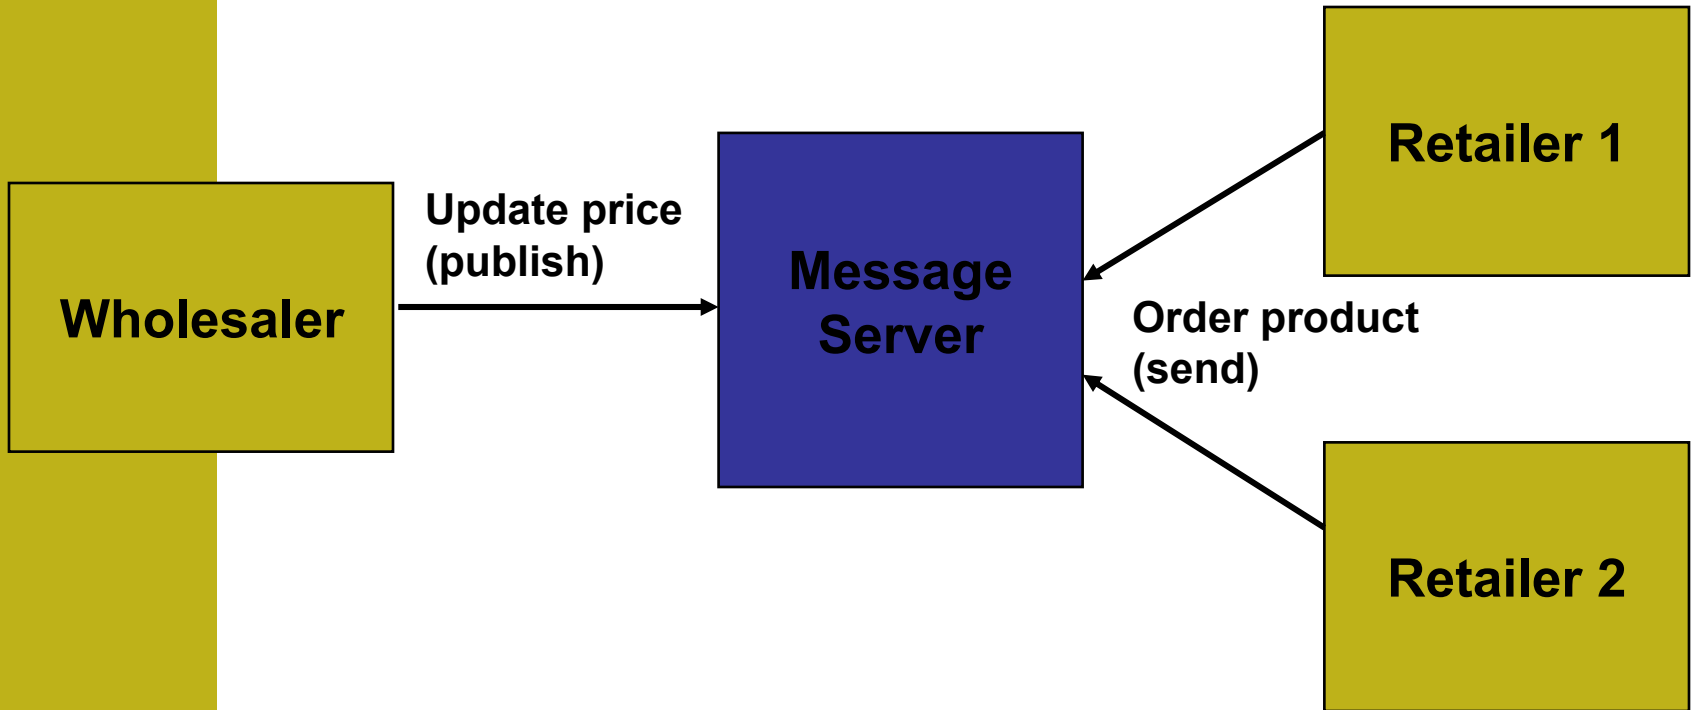 Wholesaler
Update price
(publish)
Message
Server
Retailer 1
Order product
(send)
Retailer 2